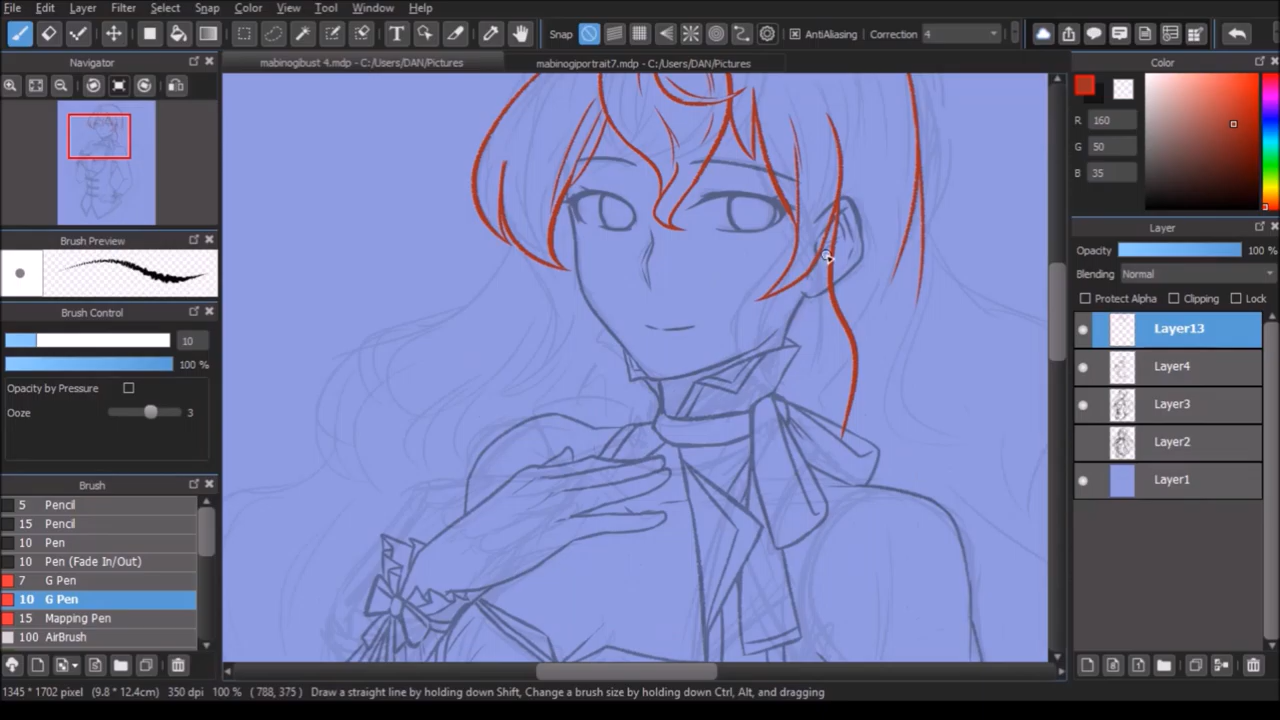 File Edit Layer Filter Select Snap Color View Tool Window Help
Snap AntiAliasing Correction 4
Navigator
mabinogibust 4.mdp - C:/Users/DAN/Pictures
mabinogiportrait7.mdp - C:/Users/DAN/Pictures
Color
R 160
G 50
B 35
Brush Preview
Layer
Opacity 100 %
Blending Normal
Protect Alpha Clipping Lock
Brush Control
10
100 %
Opacity by Pressure
Ooze 3
Layer13
Layer4
Layer3
Layer2
Layer1
Brush
5 Pencil
15 Pencil
10 Pen
10 Pen (Fade In/Out)
7 G Pen
10 G Pen
15 Mapping Pen
100 AirBrush
1345 * 1702 pixel (9.8 * 12.4cm) 350 dpi 100 % ( 788, 375 ) Draw a straight line by holding down Shift, Change a brush size by holding down Ctrl, Alt, and dragging